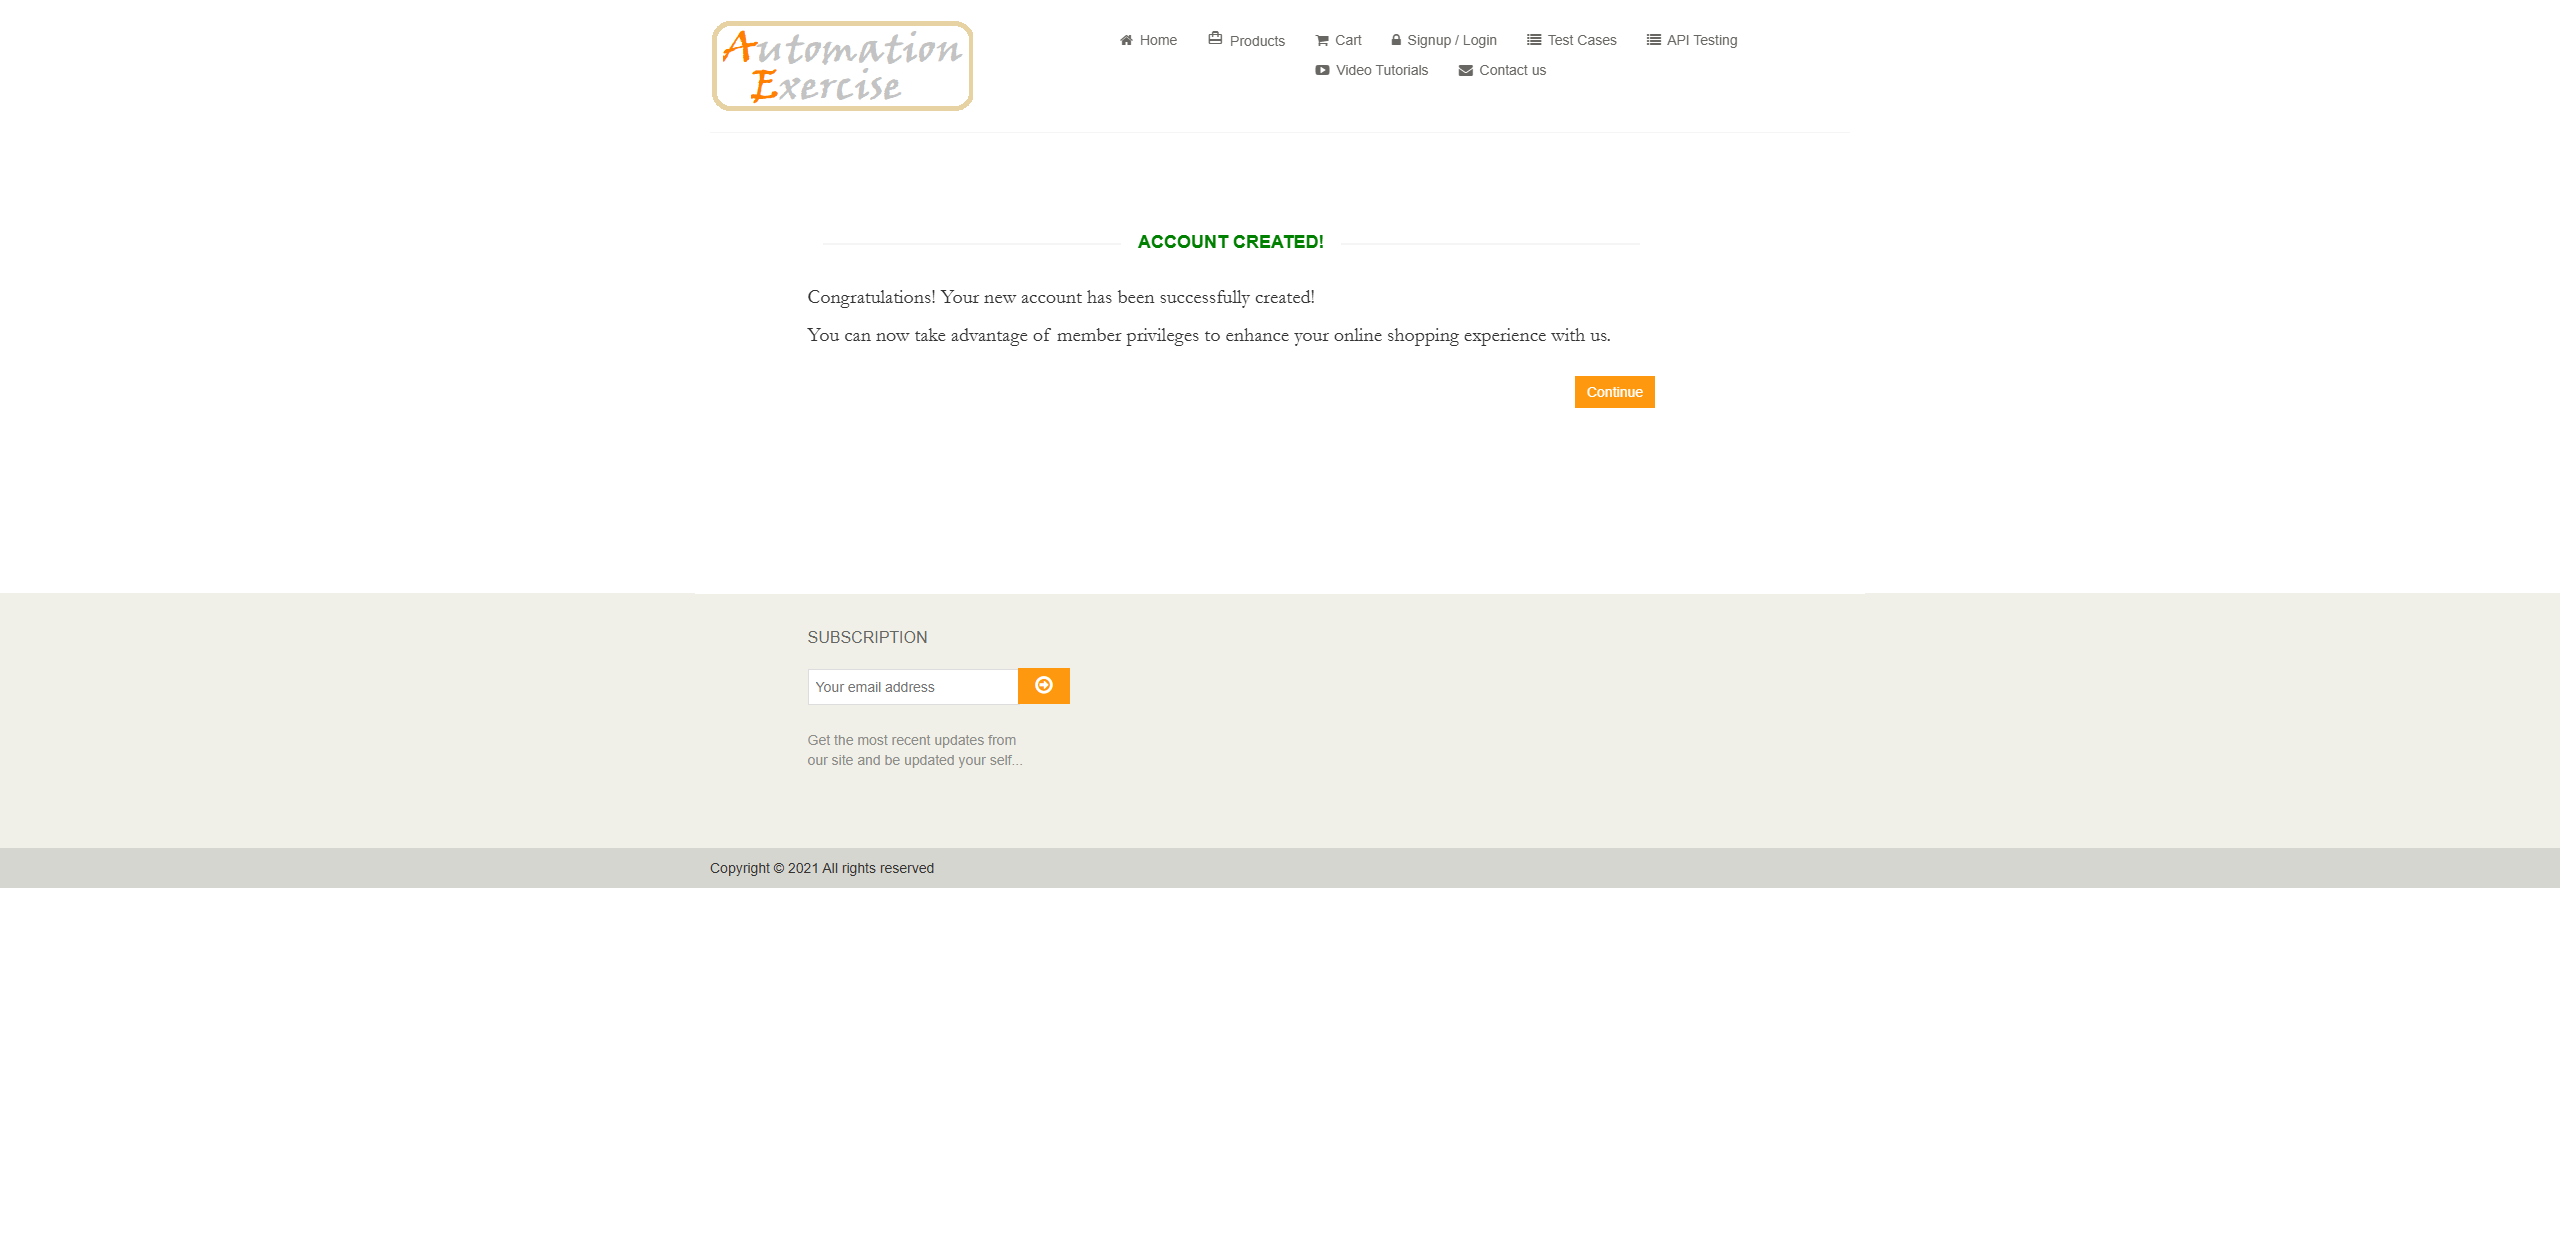 Automation
Exercise
Home Products Cart Signup / Login Test Cases API Testing
Video Tutorials Contact us
ACCOUNT CREATED!
Congratulations! Your new account has been successfully created!
You can now take advantage of member privileges to enhance your online shopping experience with us.
Continue
SUBSCRIPTION
Your email address
Get the most recent updates from
our site and be updated your self...
Copyright © 2021 All rights reserved